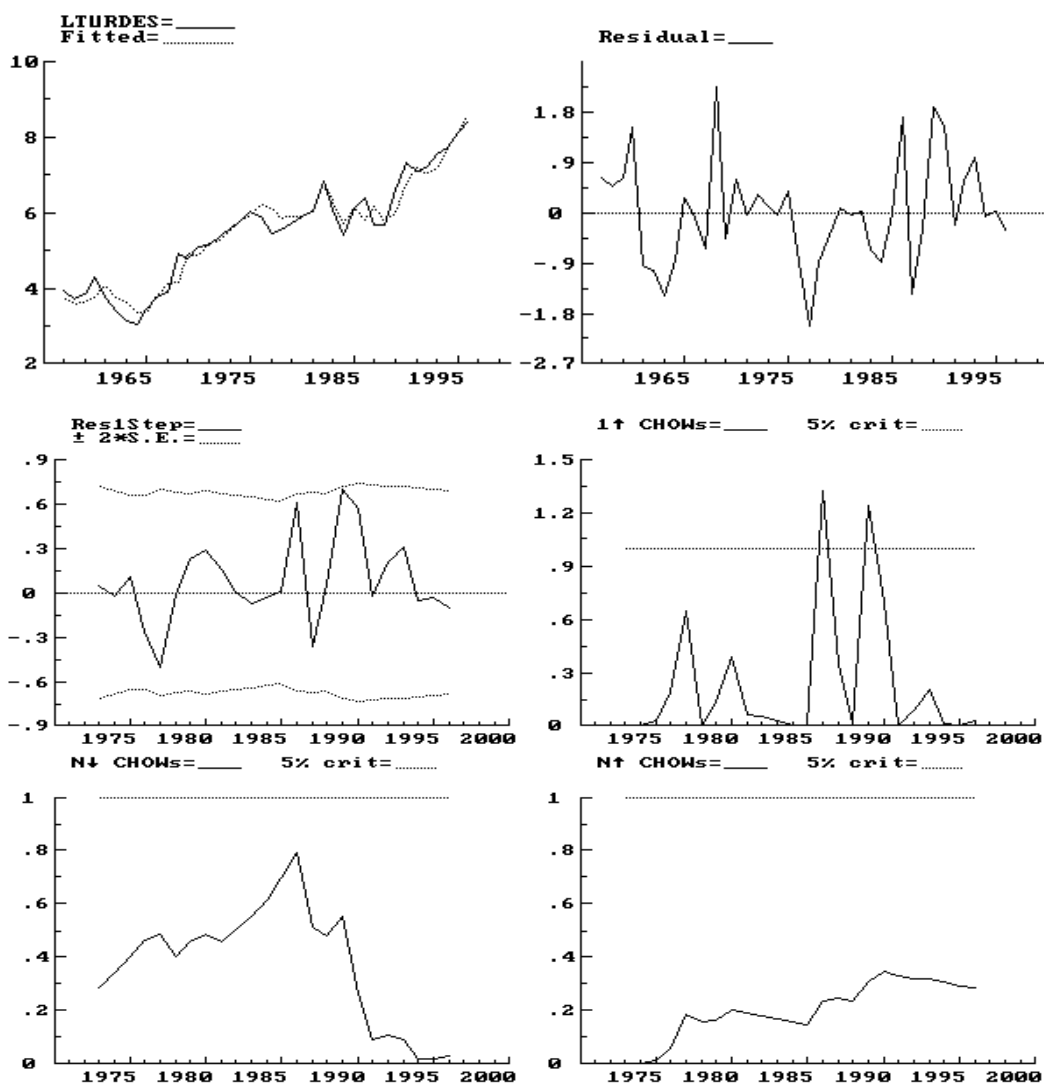 LTURDES=
Fitted=
10
8
6
4
2
1965 1975 1985 1995
Residual=
1.8
.9
0
-.9
-1.8
-2.7
1965 1975 1985 1995
Res1Step=
± 2*S.E.=
.9
.6
.3
0
-.3
-.6
-.9
1975 1980 1985 1990 1995 2000
1↑ CHOWs= 5% crit=
1.5
1.2
.9
.6
.3
0
1975 1980 1985 1990 1995 2000
N↓ CHOWs= 5% crit=
1
.8
.6
.4
.2
0
1975 1980 1985 1990 1995 2000
N↑ CHOWs= 5% crit=
1
.8
.6
.4
.2
0
1975 1980 1985 1990 1995 2000